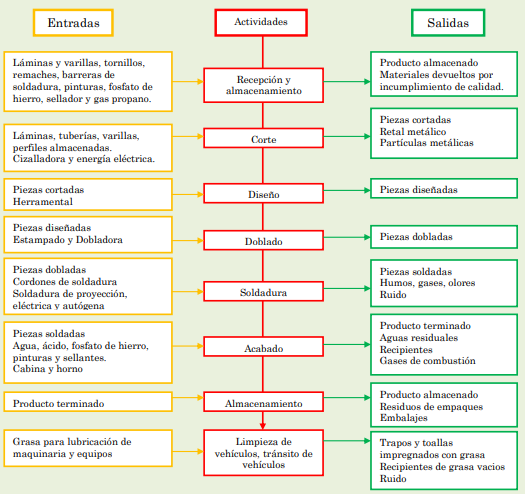 Entradas
Actividades
Salidas
Láminas y varillas, tornillos,
remaches, barreras de
soldadura, pinturas, fosfato de
hierro, sellador y gas propano.
Recepción y
almacenamiento
Producto almacenado
Materiales devueltos por
incumplimiento de calidad.
Láminas, tuberías, varillas,
perfiles almacenadas.
Cizalladora y energía eléctrica.
Corte
Piezas cortadas
Retal metálico
Partículas metálicas
Piezas cortadas
Herramental
Diseño
Piezas diseñadas
Piezas diseñadas
Estampado y Dobladora
Doblado
Piezas dobladas
Piezas dobladas
Cordones de soldadura
Soldadura de proyección,
eléctrica y autógena
Soldadura
Piezas soldadas
Humos, gases, olores
Ruido
Piezas soldadas
Agua, ácido, fosfato de hierro,
pinturas y sellantes.
Cabina y horno
Acabado
Producto terminado
Aguas residuales
Recipientes
Gases de combustión
Producto terminado
Almacenamiento
Producto almacenado
Residuos de empaques
Embalajes
Grasa para lubricación de
maquinaria y equipos
Limpieza de
vehículos, tránsito de
vehículos
Trapos y toallas
impregnados con grasa
Recipientes de grasa vacios
Ruido